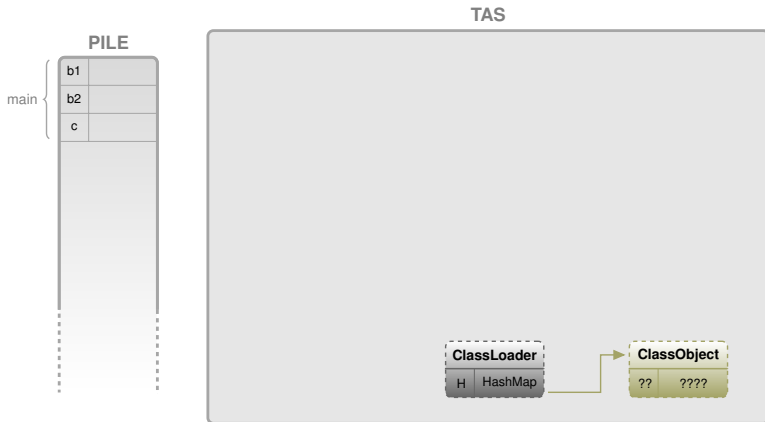 TAS
PILE
main
b1
b2
c
ClassLoader
H HashMap
ClassObject
?? ????